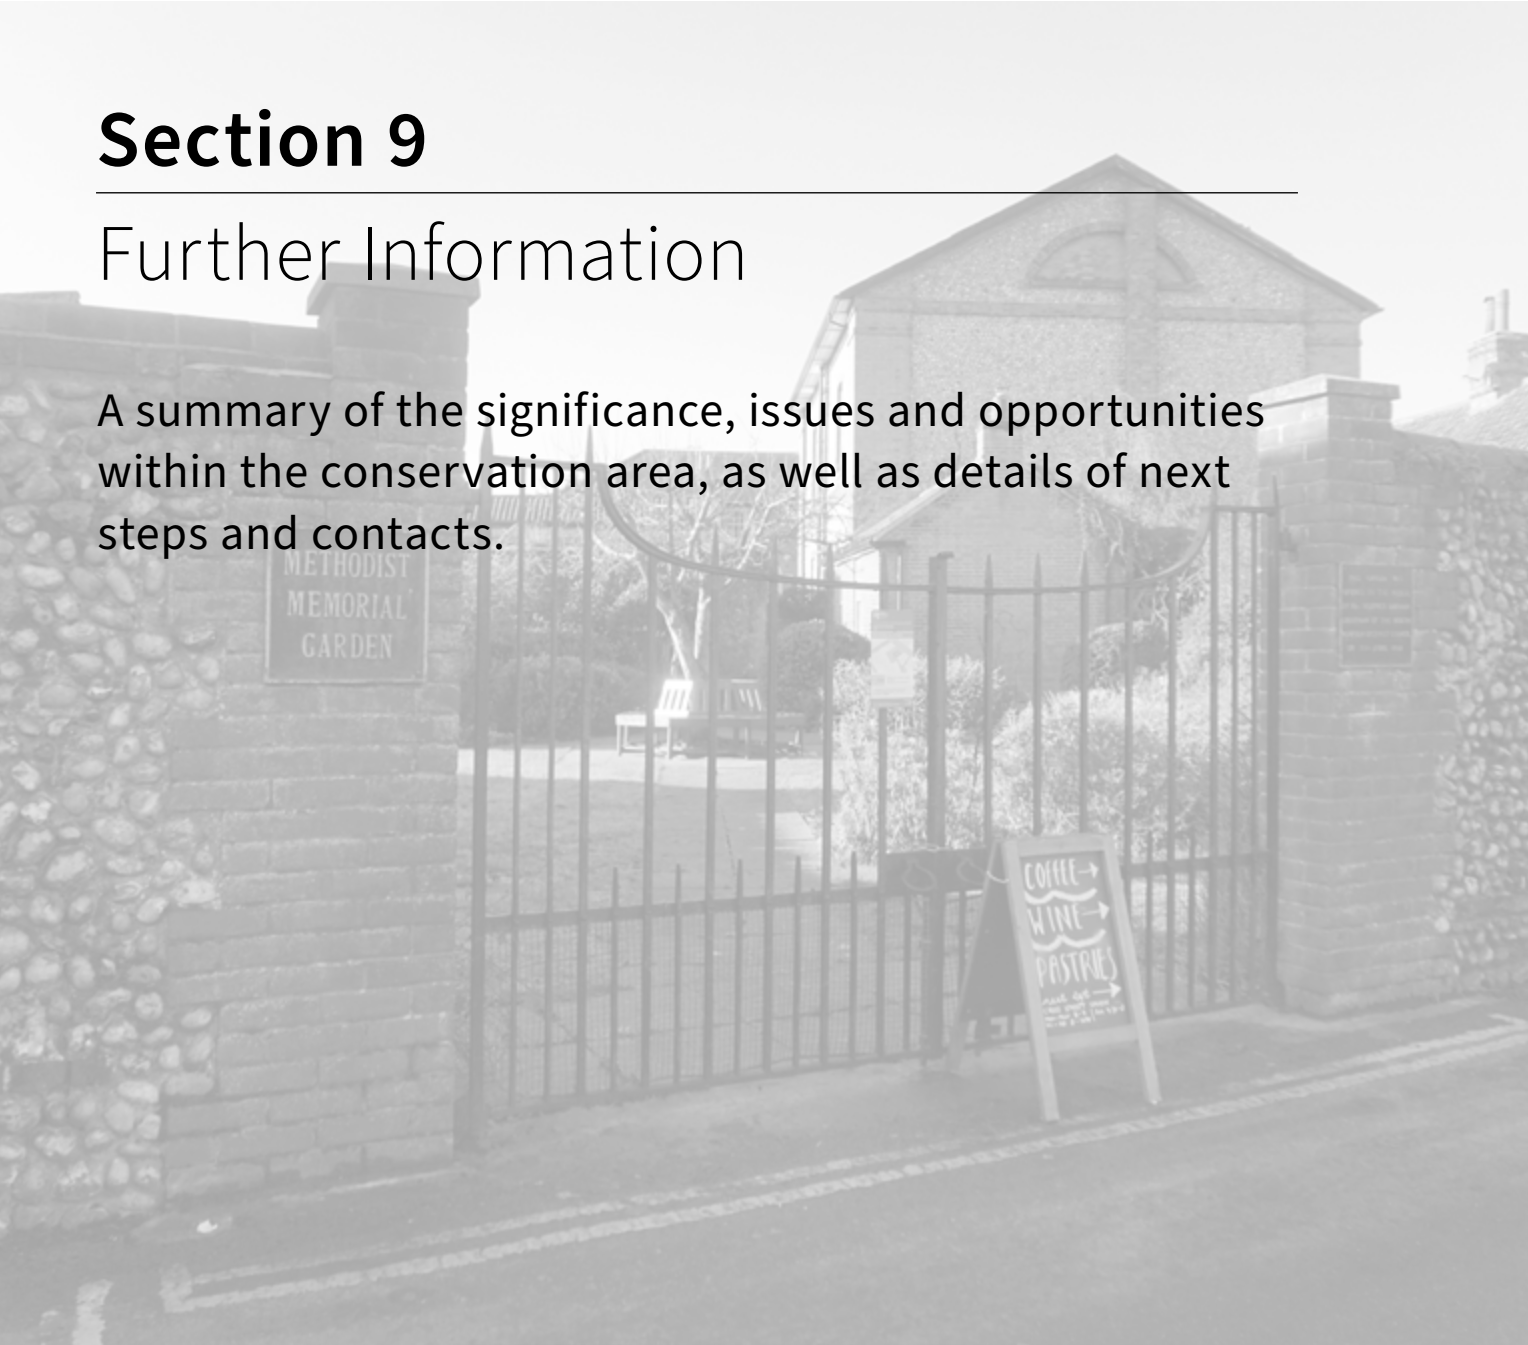 Section 9
Further Information
A summary of the significance, issues and opportunities
within the conservation area, as well as details of next
steps and contacts.
METHODIST
MEMORIAL
GARDEN
COFFEE→
WINE→
PASTRIES